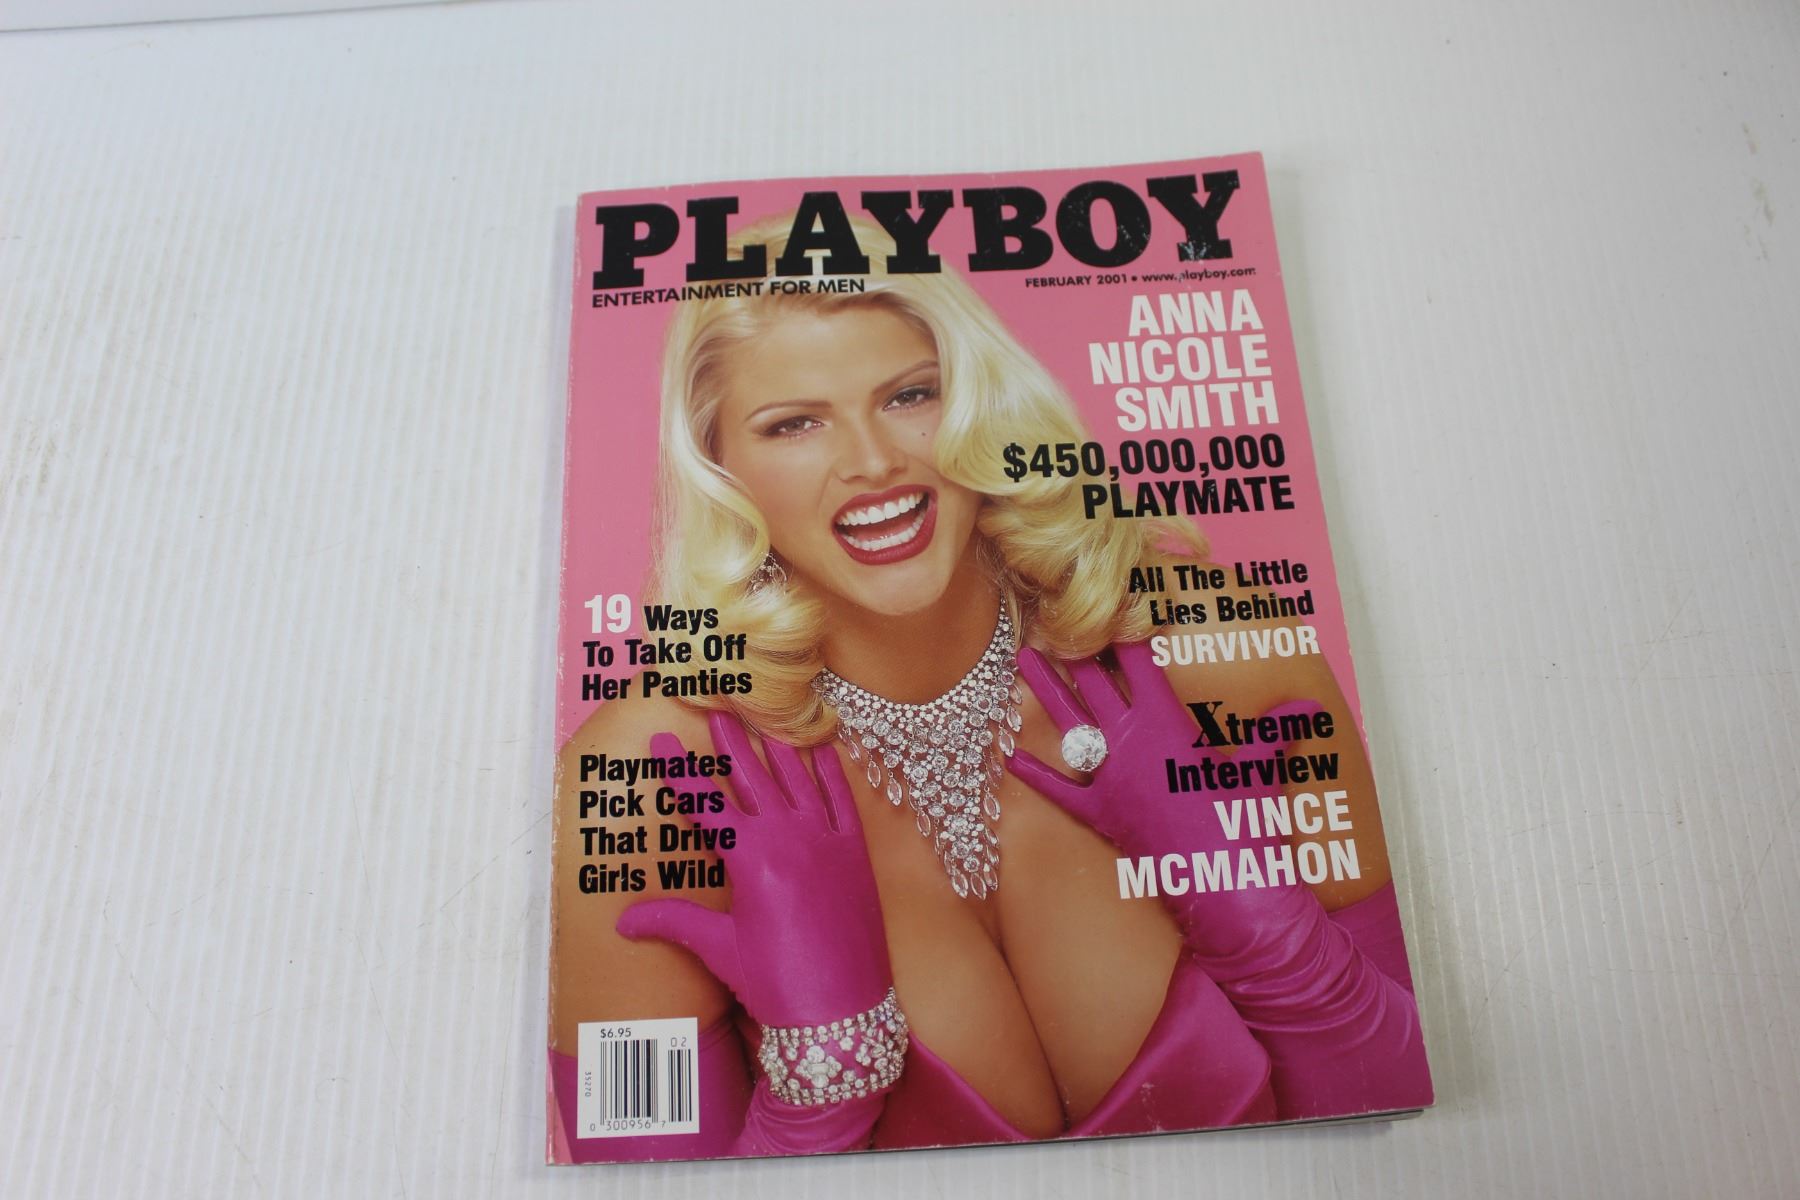 PLAYBOY
ENTERTAINMENT FOR MEN
FEBRUARY 2001 • www.playboy.com
ANNA
NICOLE
SMITH
$450,000,000
PLAYMATE
All The Little
Lies Behind
SURVIVOR
19 Ways
To Take Off
Her Panties
Xtreme
Interview
VINCE
MCMAHON
Playmates
Pick Cars
That Drive
Girls Wild
$6.95
02
35270
0 300956 7